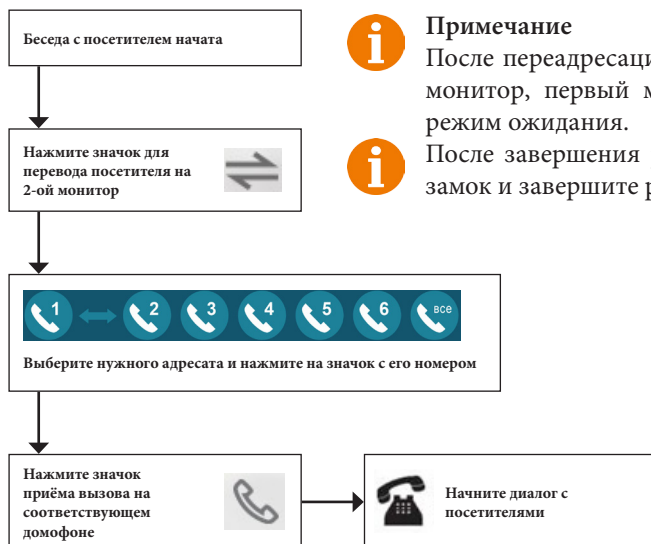 Беседа с посетителем начата
Примечание
После переадресаци
монитор, первый м
режим ожидания.
После завершения
замок и завершите р
Нажмите значок для
перевода посетителя на
2-ой монитор
1 2 3 4 5 6 все
Выберите нужного адресата и нажмите на значок с его номером
Нажмите значок
приёма вызова на
соответствующем
домофоне
Начните диалог с
посетителями